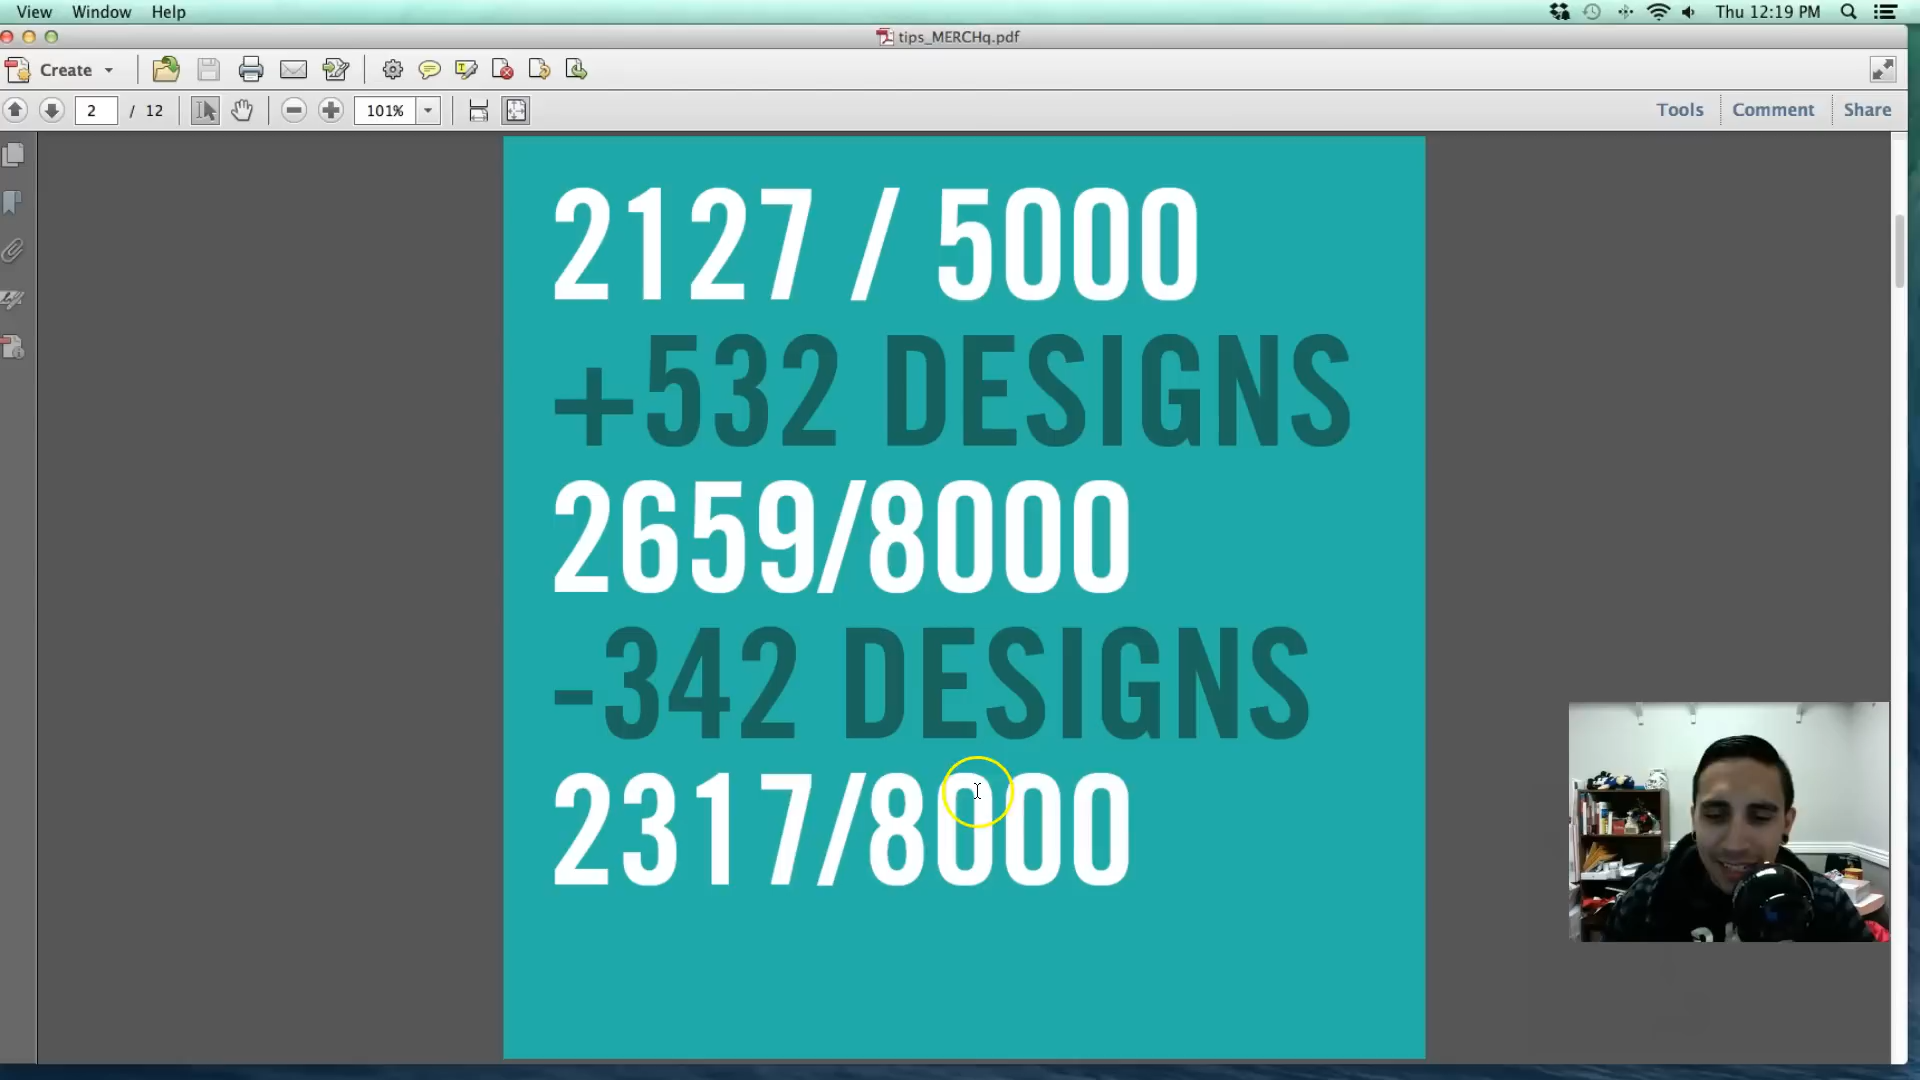 View Window Help
Thu 12:19 PM
tips_MERCHq.pdf
Create
2 / 12
101%
Tools Comment Share
2127 / 5000
+532 DESIGNS
2659/8000
-342 DESIGNS
2317/8000